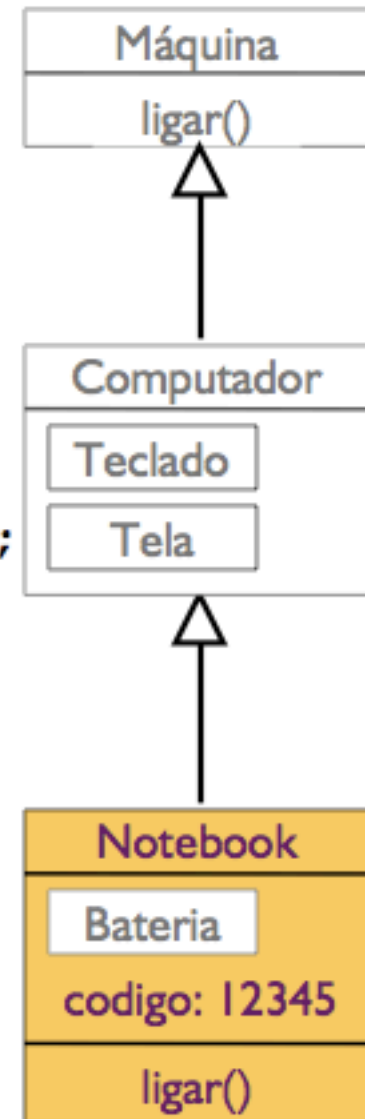 Máquina
ligar()
Computador
Teclado
;
Tela
Notebook
Bateria
codigo: 12345
ligar()